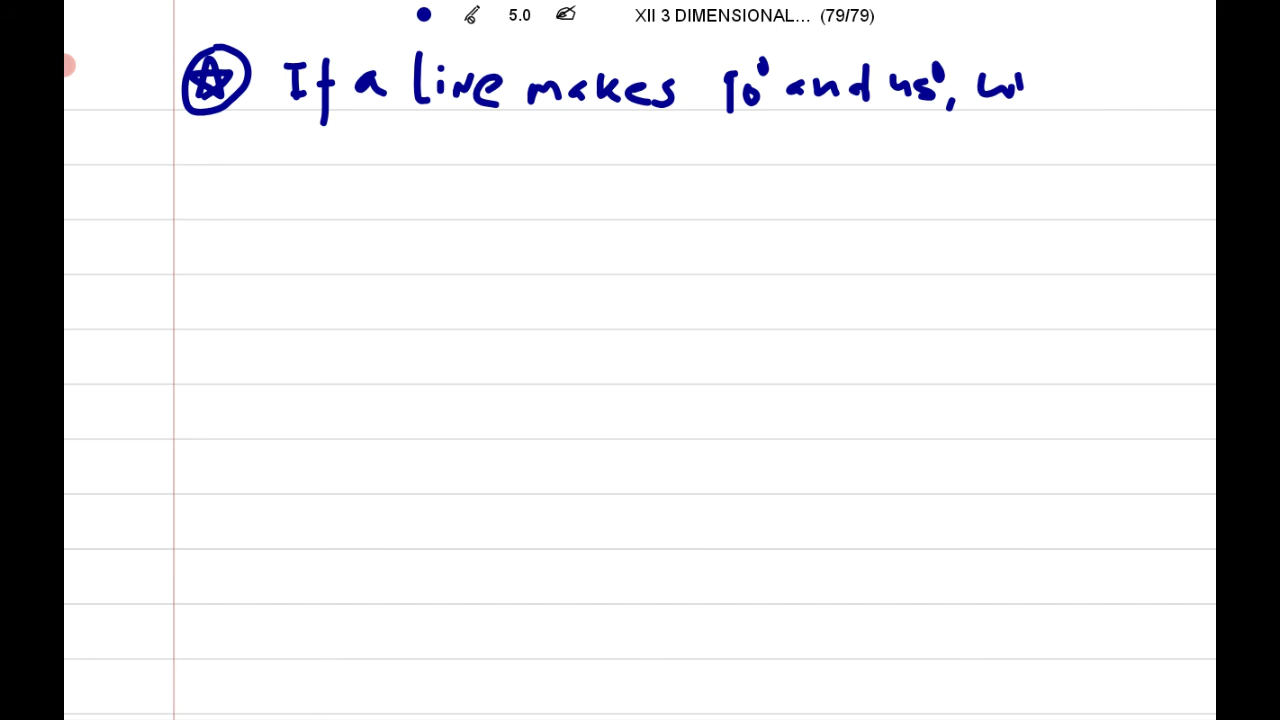 5.0 XII 3 DIMENSIONAL... (79/79)
If a line makes 90° and 45°, w